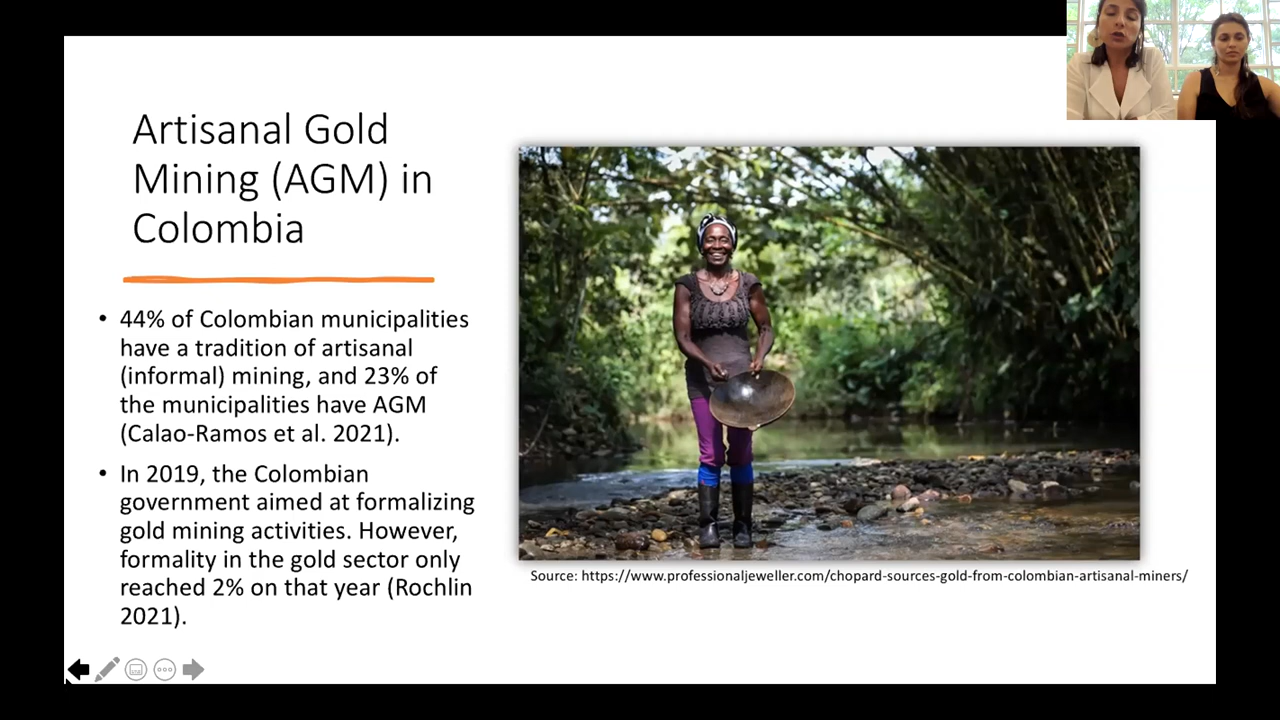 Artisanal Gold
Mining (AGM) in
Colombia
• 44% of Colombian municipalities
have a tradition of artisanal
(informal) mining, and 23% of
the municipalities have AGM
(Calao-Ramos et al. 2021).
• In 2019, the Colombian
government aimed at formalizing
gold mining activities. However,
formality in the gold sector only
reached 2% on that year (Rochlin
2021).
Source: https://www.professionaljeweller.com/chopard-sources-gold-from-colombian-artisanal-miners/